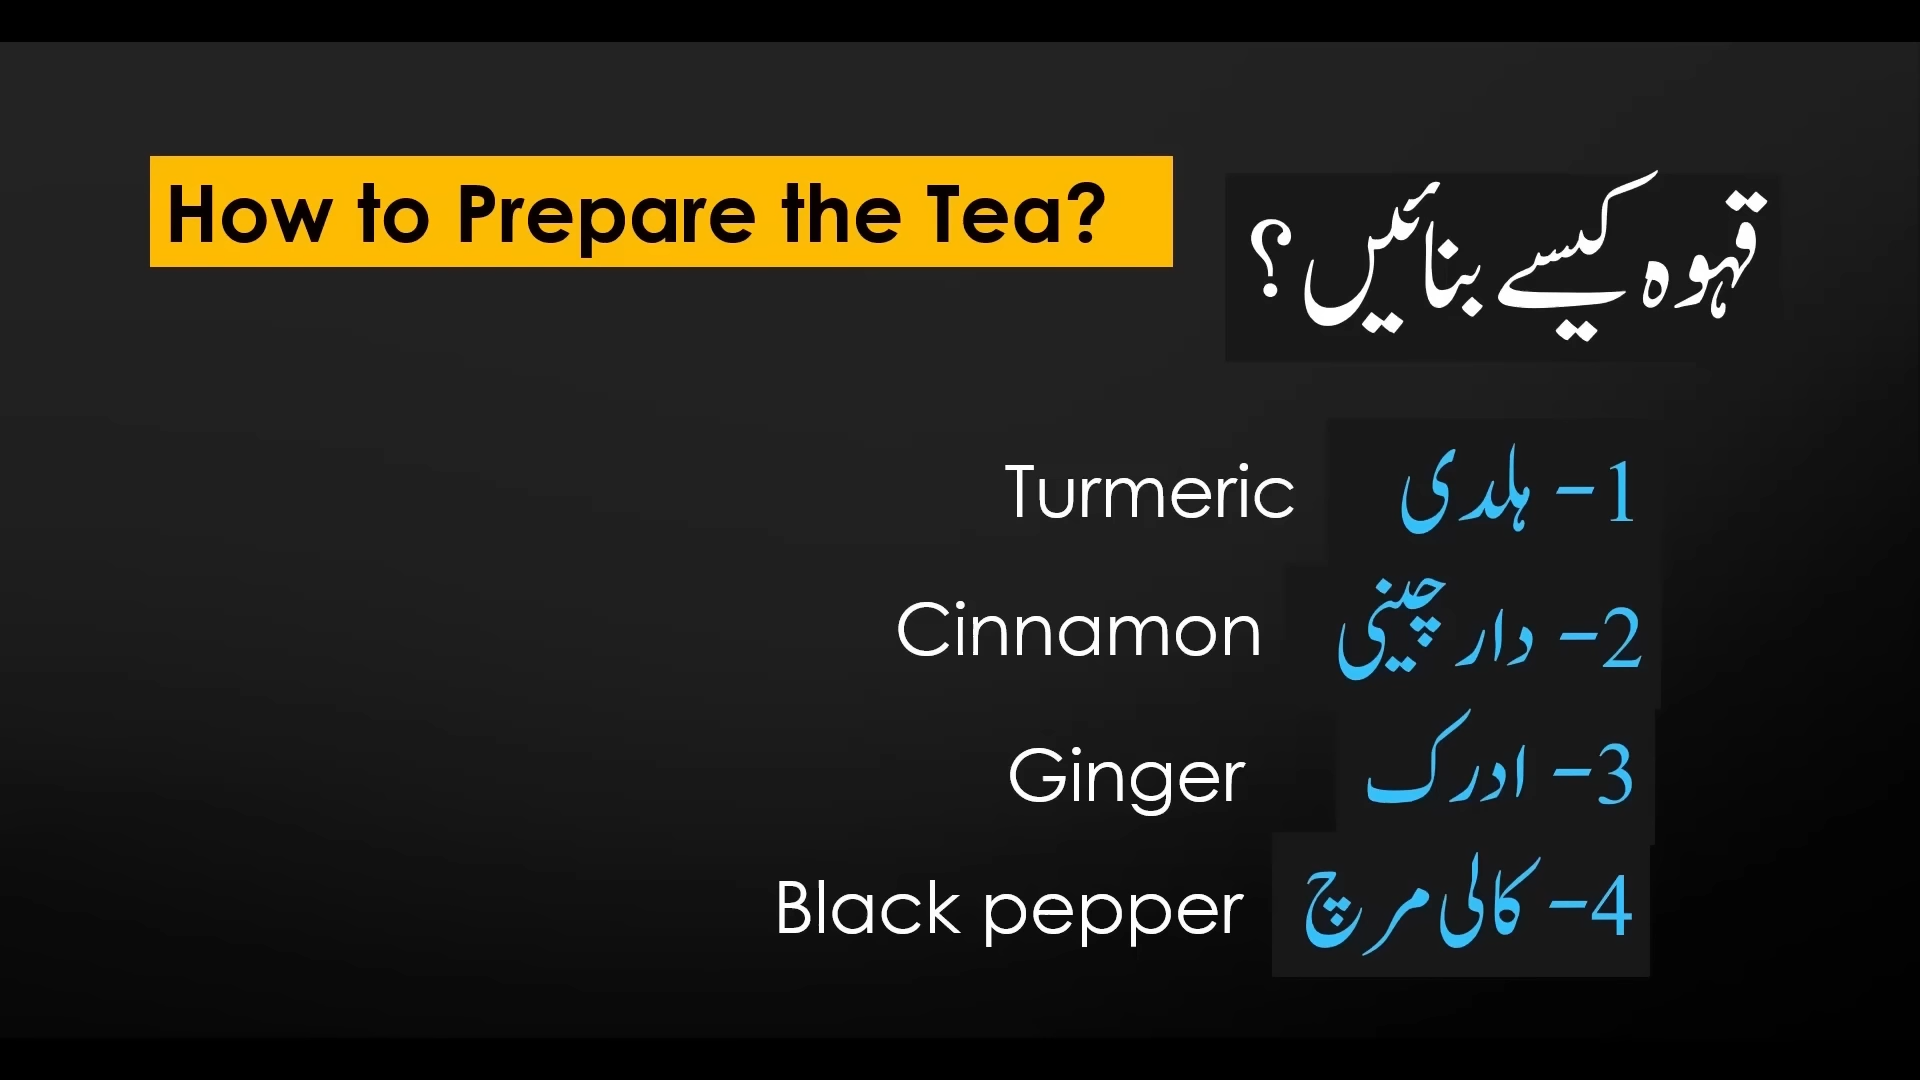 How to Prepare the Tea?
قہوہ کیسے بنائیں؟
Turmeric 1- ہلدی
Cinnamon 2- دار چینی
Ginger 3- ادرک
Black pepper 4- کالی مرچ